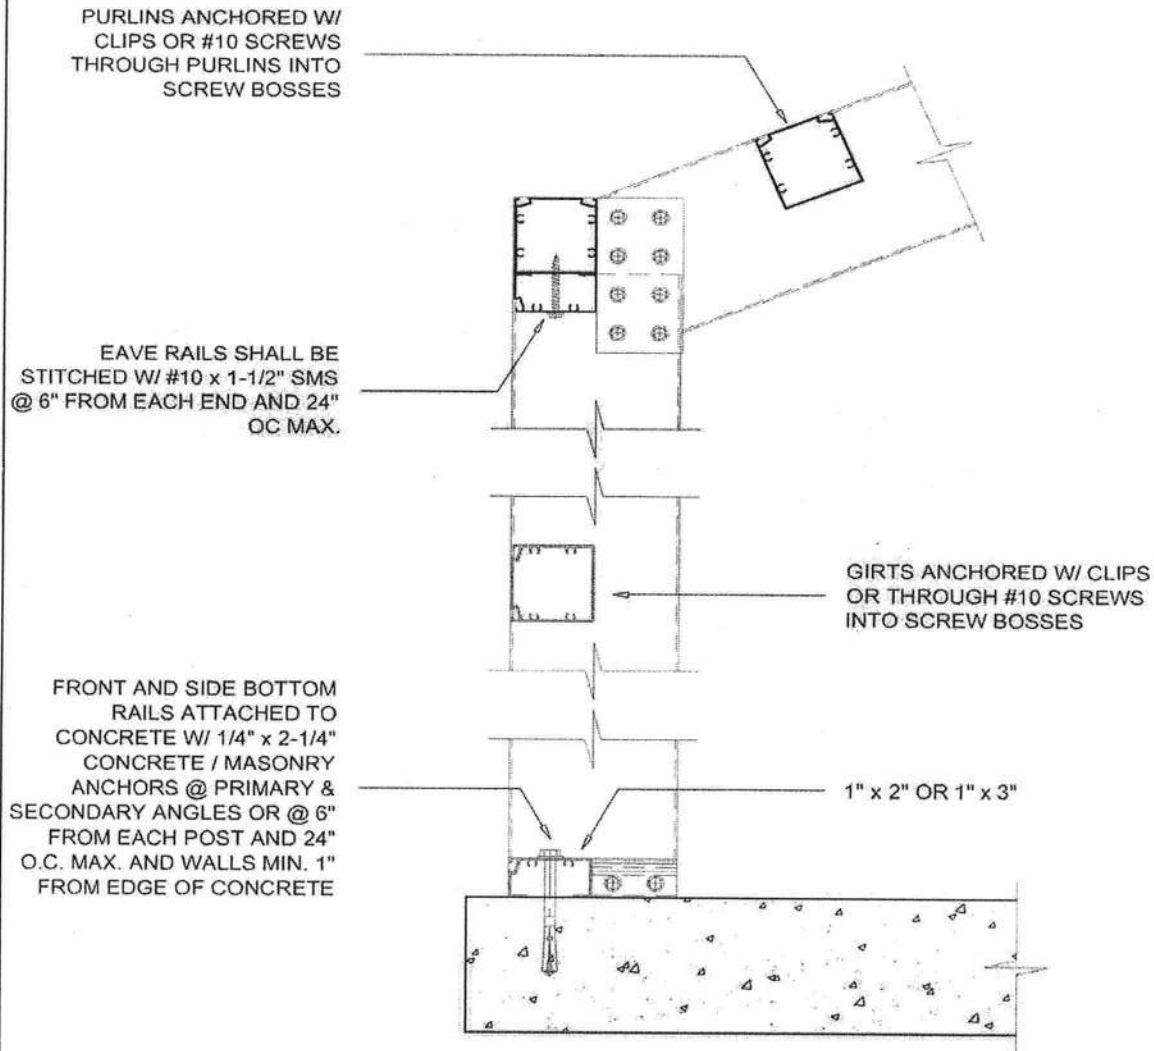 PURLINS ANCHORED W/
CLIPS OR #10 SCREWS
THROUGH PURLINS INTO
SCREW BOSSES
EAVE RAILS SHALL BE
STITCHED W/ #10 x 1-1/2" SMS
@ 6" FROM EACH END AND 24"
OC MAX.
GIRTS ANCHORED W/ CLIPS
OR THROUGH #10 SCREWS
INTO SCREW BOSSES
FRONT AND SIDE BOTTOM
RAILS ATTACHED TO
CONCRETE W/ 1/4" x 2-1/4"
CONCRETE / MASONRY
ANCHORS @ PRIMARY &
SECONDARY ANGLES OR @ 6"
FROM EACH POST AND 24"
O.C. MAX. AND WALLS MIN. 1"
FROM EDGE OF CONCRETE
1" x 2" OR 1" x 3"